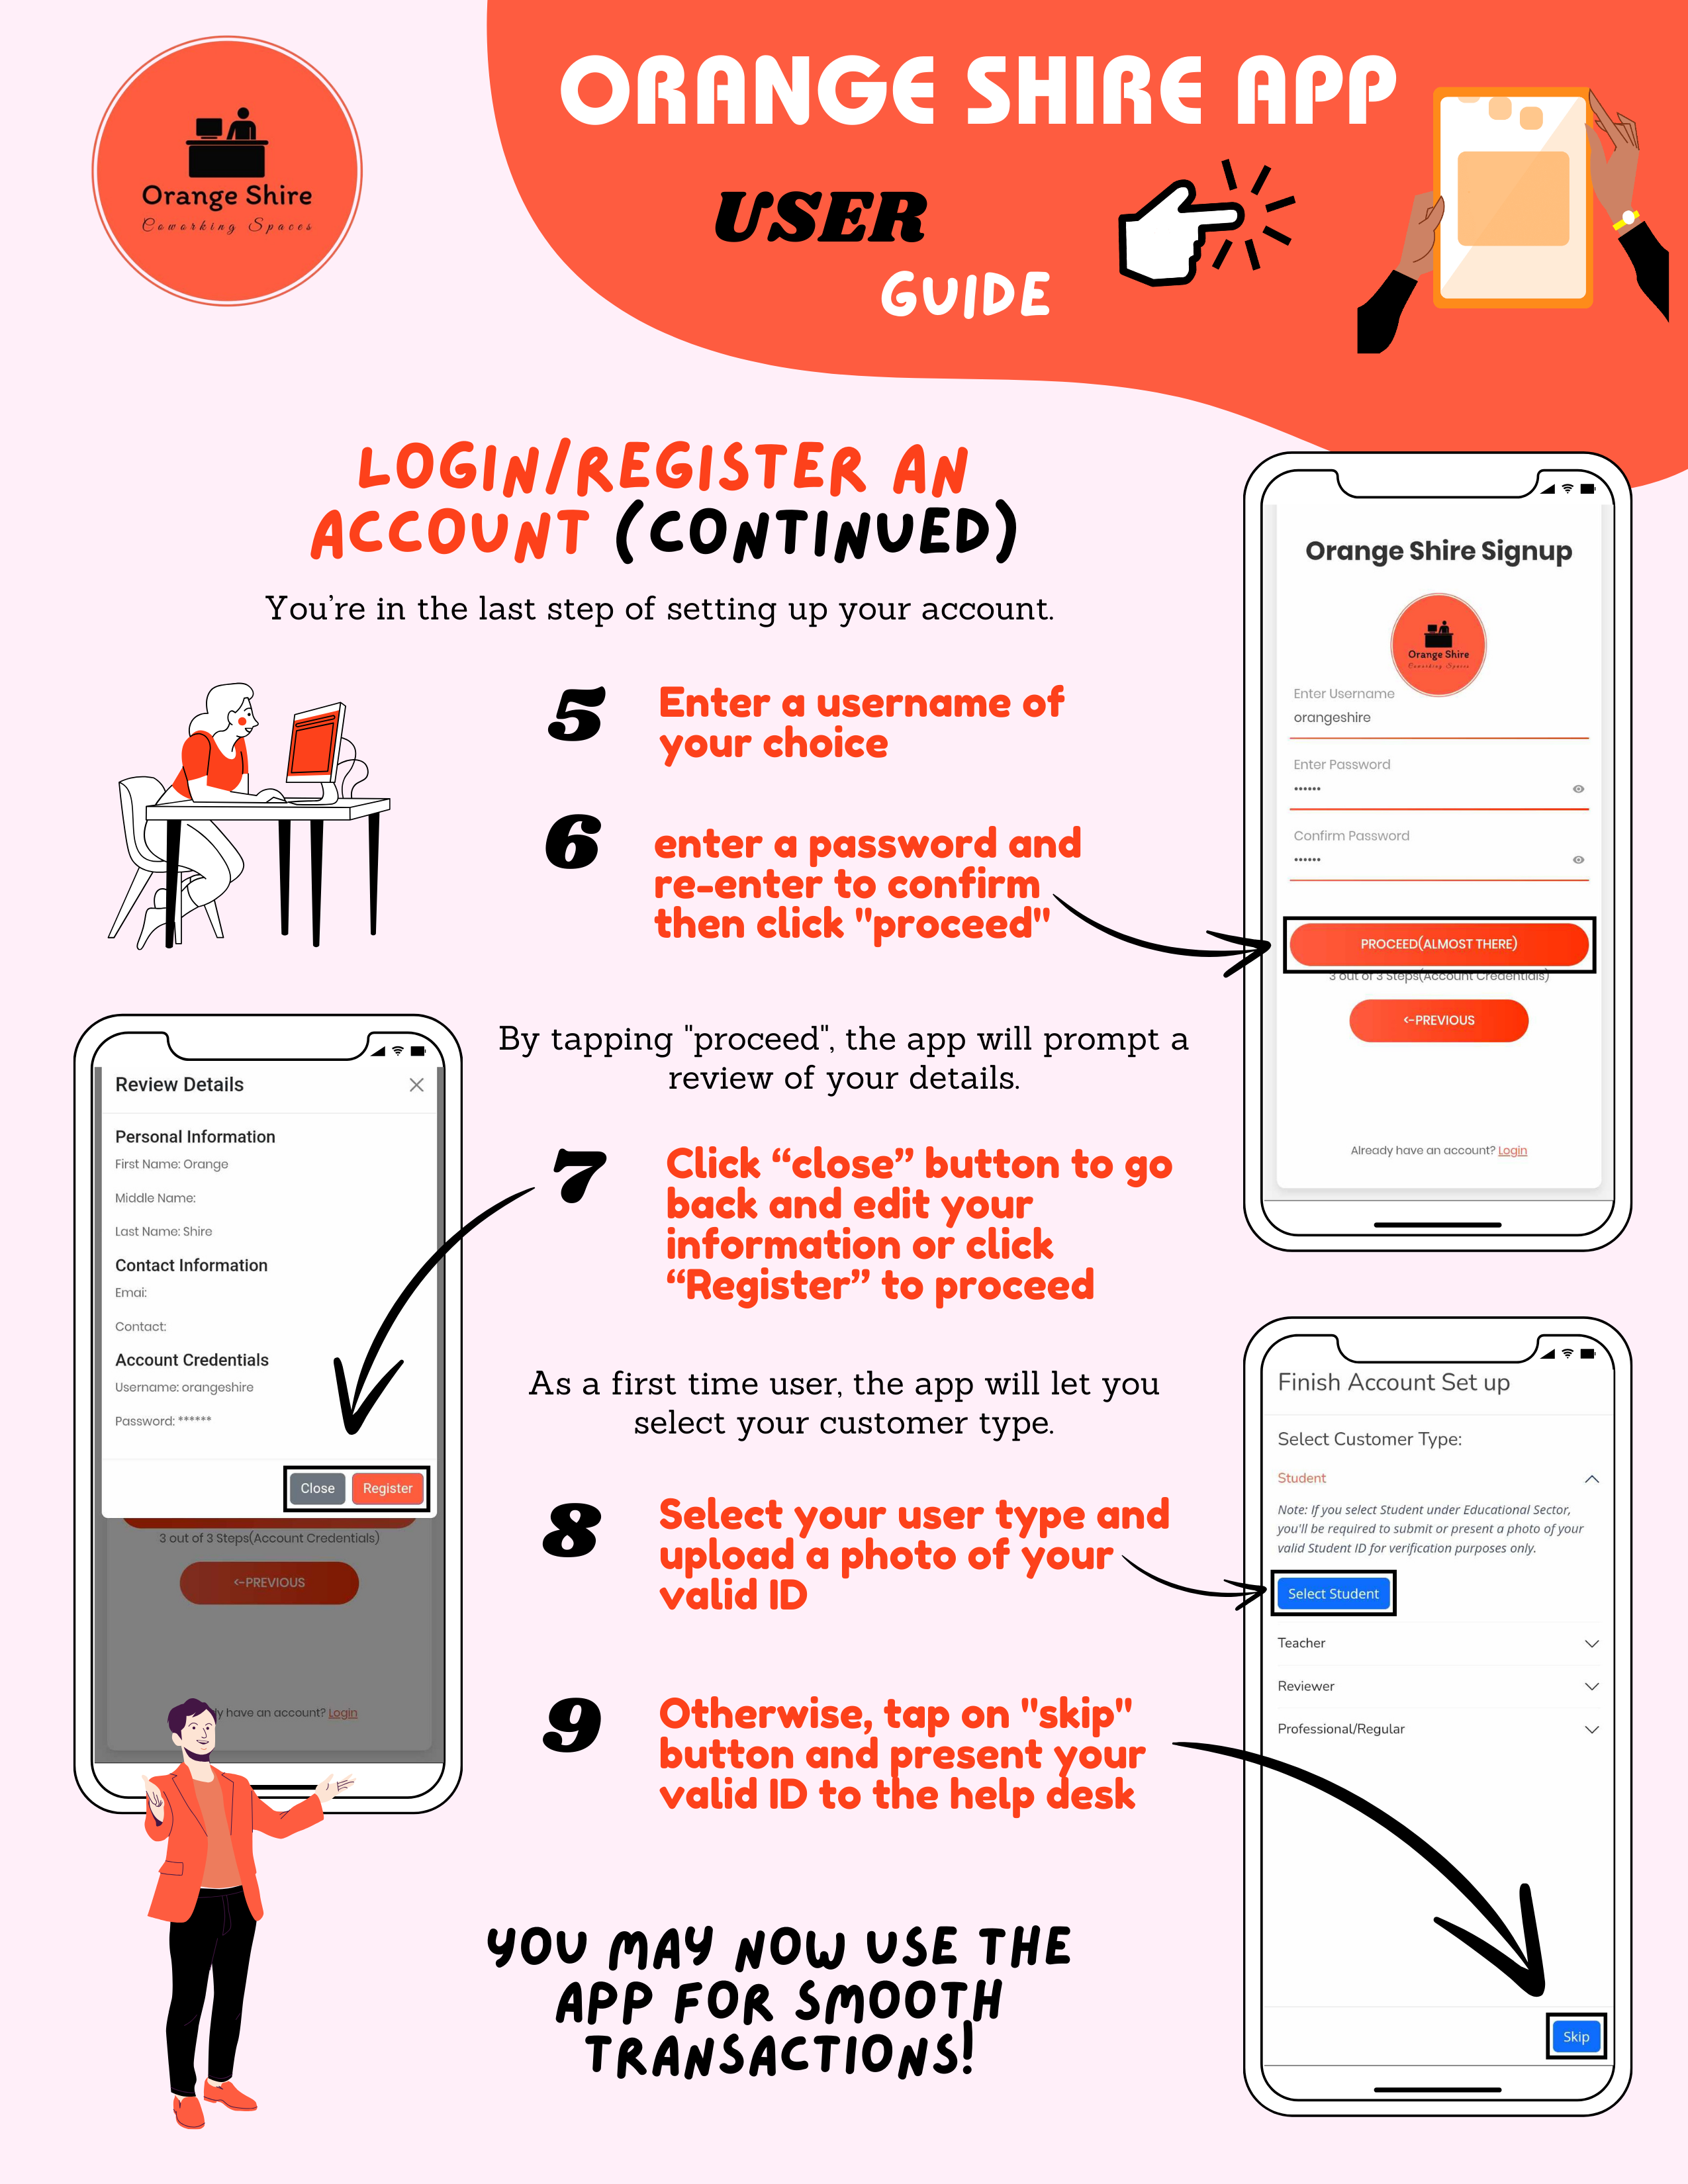 Orange Shire
Coworking Spaces
ORANGE SHIRE APP
USER
GUIDE
LOGIN/REGISTER AN
ACCOUNT (CONTINUED)
You're in the last step of setting up your account.
5
Enter a username of
your choice
6
enter a password and
re-enter to confirm
then click "proceed"
Orange Shire Signup
Orange Shire
Coworking Spaces
Enter Username
orangeshire
Enter Password
••••••
Confirm Password
••••••
PROCEED(ALMOST THERE)
3 out of 3 Steps(Account Credentials)
<-PREVIOUS
Already have an account? Login
By tapping "proceed", the app will prompt a
review of your details.
7
Click “close” button to go
back and edit your
information or click
“Register” to proceed
Review Details
Personal Information
First Name: Orange
Middle Name:
Last Name: Shire
Contact Information
Emai:
Contact:
Account Credentials
Username: orangeshire
Password: ******
Close Register
3 out of 3 Steps(Account Credentials)
<-PREVIOUS
ly have an account? Login
As a first time user, the app will let you
select your customer type.
8
Select your user type and
upload a photo of your
valid ID
9
Otherwise, tap on "skip"
button and present your
valid ID to the help desk
Finish Account Set up
Select Customer Type:
Student
Note: If you select Student under Educational Sector,
you'll be required to submit or present a photo of your
valid Student ID for verification purposes only.
Select Student
Teacher
Reviewer
Professional/Regular
Skip
YOU MAY NOW USE THE
APP FOR SMOOTH
TRANSACTIONS!